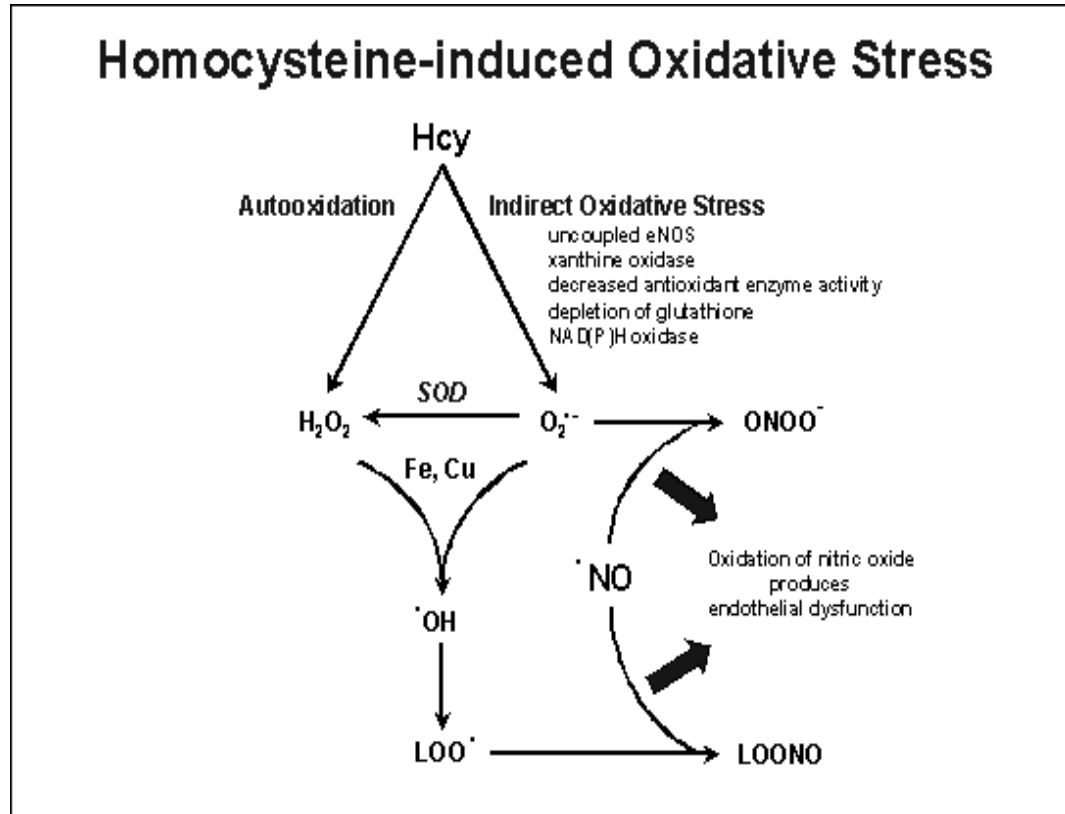 Homocysteine-induced Oxidative Stress
Hcy
Autooxidation
Indirect Oxidative Stress
uncoupled eNOS
xanthine oxidase
decreased antioxidant enzyme activity
depletion of glutathione
NAD(P)H oxidase
SOD
H₂O₂
O₂˙⁻
ONOO⁻
Fe, Cu
˙NO
Oxidation of nitric oxide
produces
endothelial dysfunction
˙OH
LOO˙
LOONO